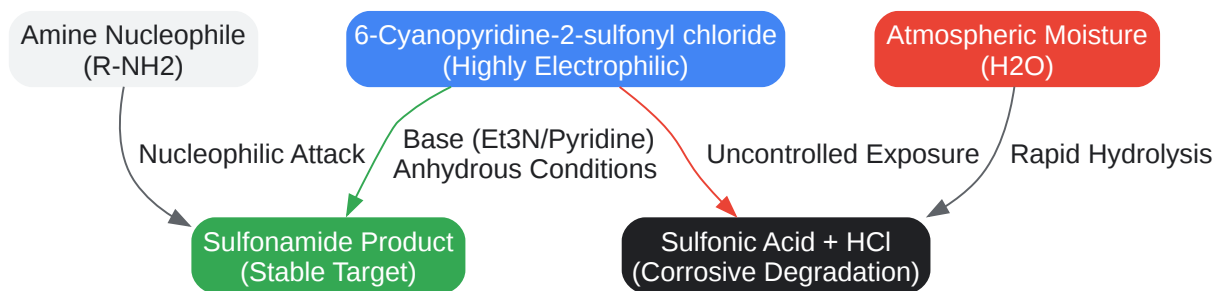 Amine Nucleophile
(R-NH2)
6-Cyanopyridine-2-sulfonyl chloride
(Highly Electrophilic)
Atmospheric Moisture
(H2O)
Nucleophilic Attack
Base (Et3N/Pyridine)
Anhydrous Conditions
Uncontrolled Exposure
Rapid Hydrolysis
Sulfonamide Product
(Stable Target)
Sulfonic Acid + HCl
(Corrosive Degradation)